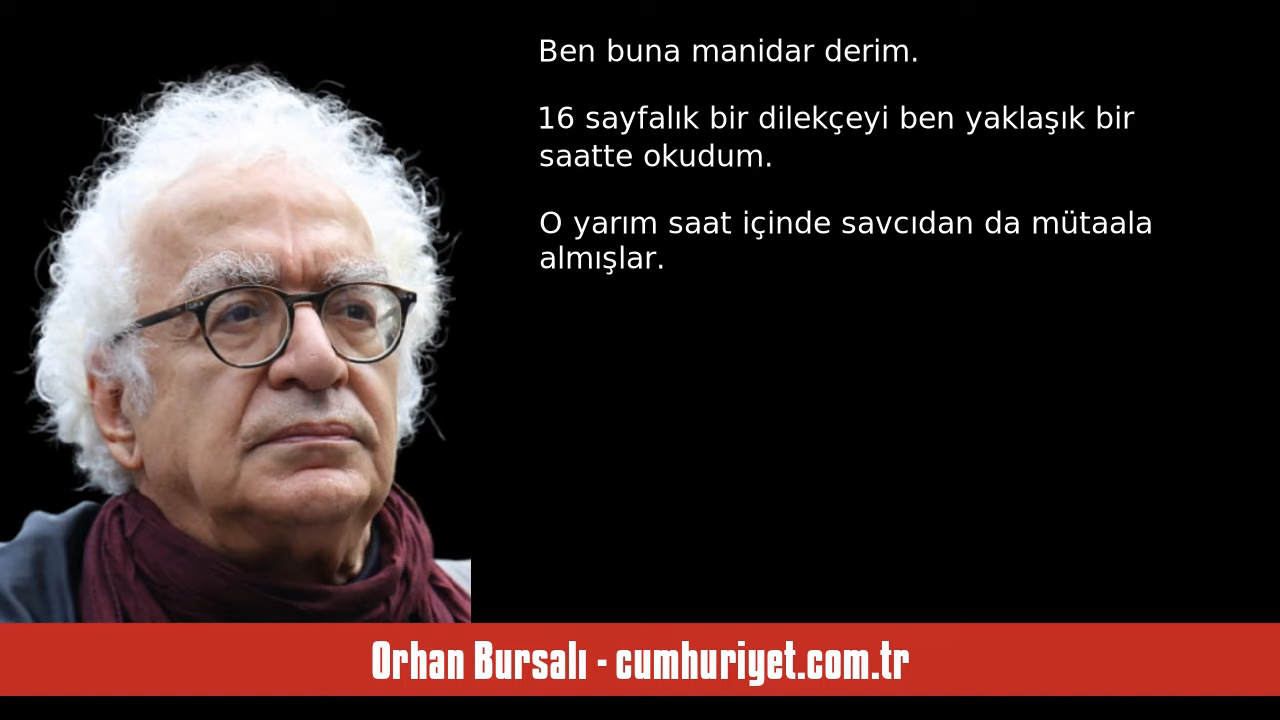 Ben buna manidar derim.
16 sayfalık bir dilekçeyi ben yaklaşık bir
saatte okudum.
O yarım saat içinde savcıdan da mütaala
almışlar.
Orhan Bursalı - cumhuriyet.com.tr